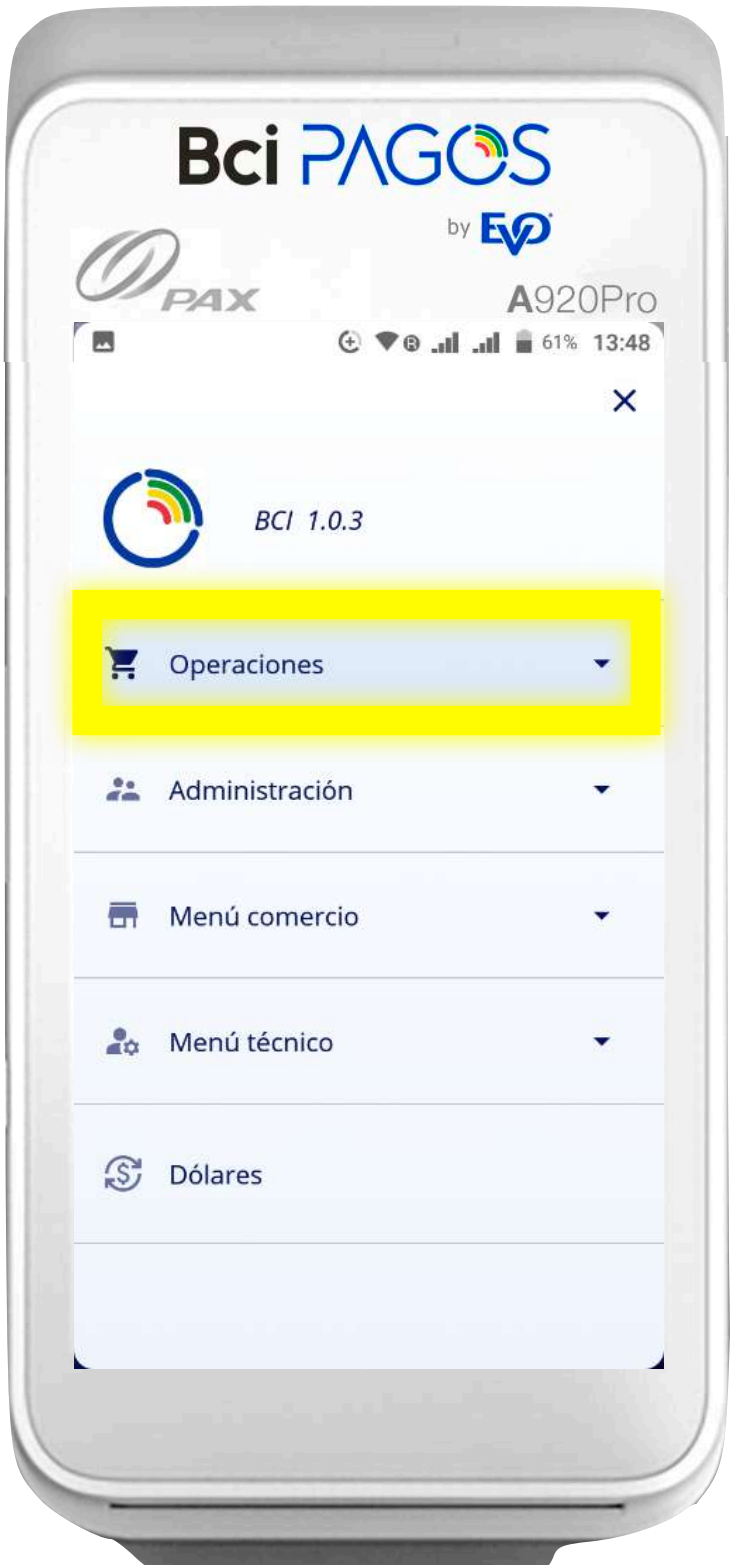 Bci PAGOS
by EVO
PAX
A920Pro
R 61% 13:48
BCI 1.0.3
Operaciones
Administración
Menú comercio
Menú técnico
Dólares